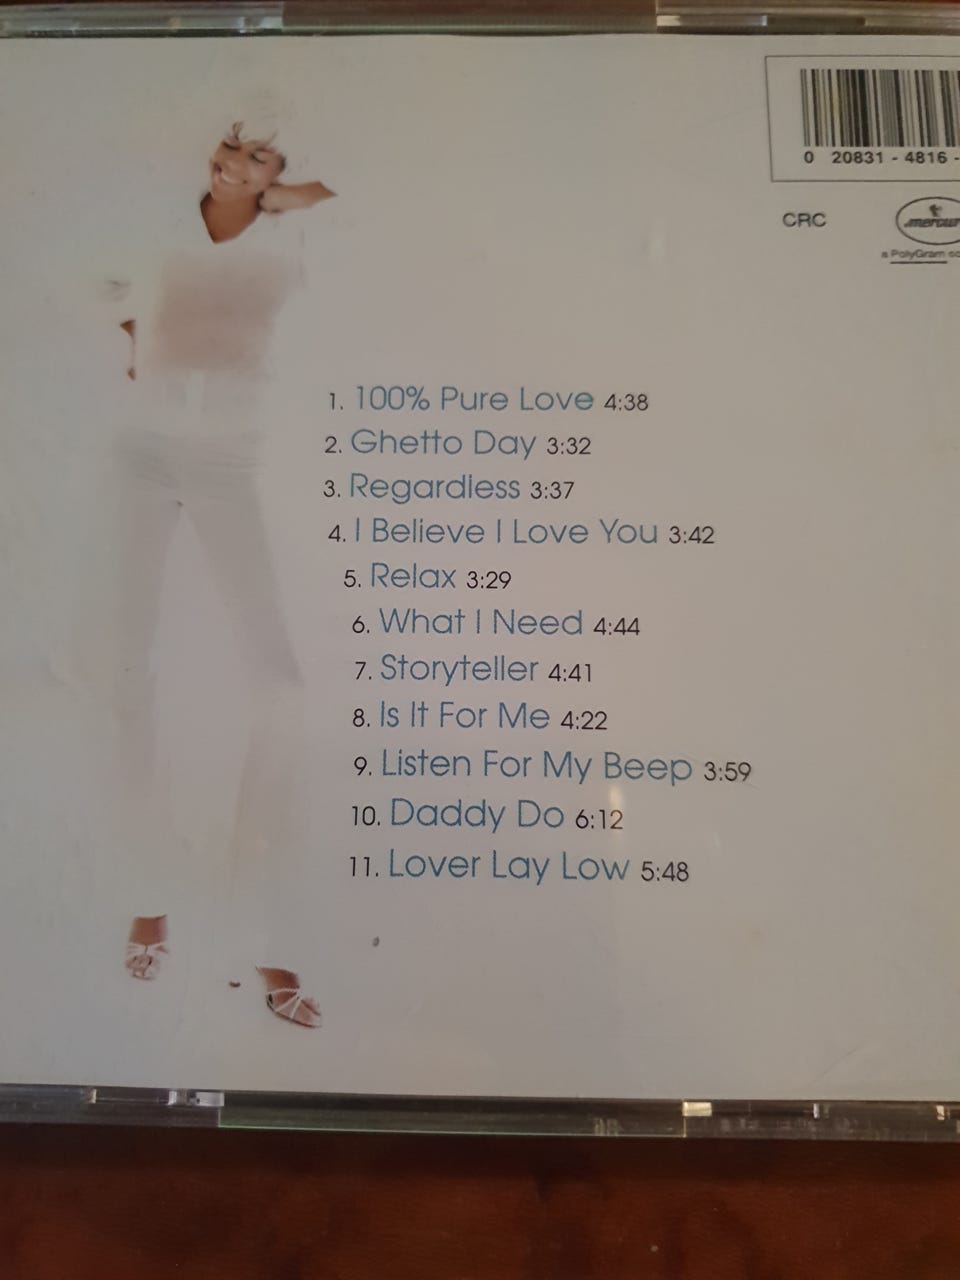 0 20831 - 4816 -
CRC
mercur
a PolyGram co
1. 100% Pure Love 4:38
2. Ghetto Day 3:32
3. Regardless 3:37
4. I Believe I Love You 3:42
5. Relax 3:29
6. What I Need 4:44
7. Storyteller 4:41
8. Is It For Me 4:22
9. Listen For My Beep 3:59
10. Daddy Do 6:12
11. Lover Lay Low 5:48